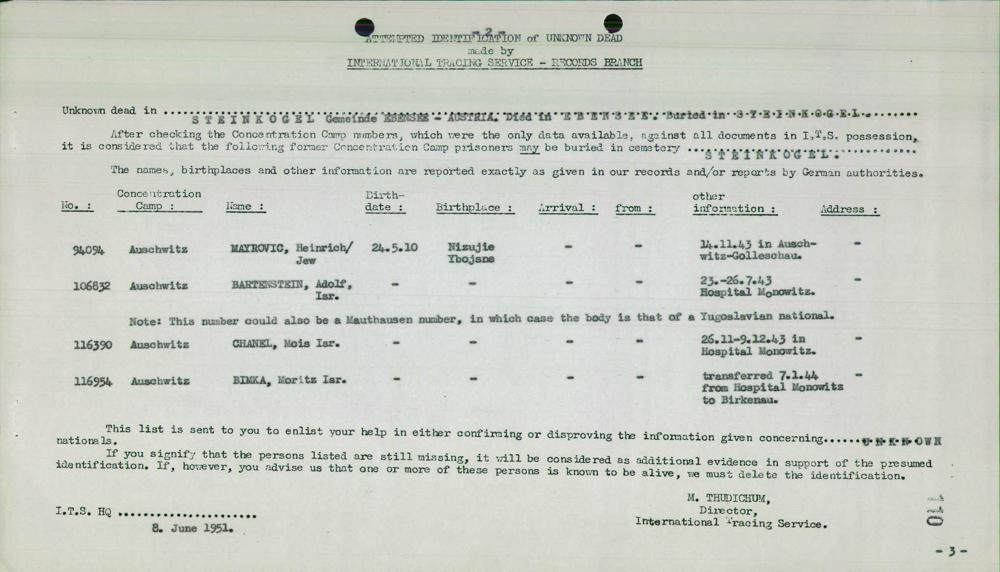 - 2 -
ATTEMPTED IDENTIFICATION of UNKNOWN DEAD
made by
INTERNATIONAL TRACING SERVICE - RECORDS BRANCH
Unknown dead in ... STEINKOGEL Gemeinde EBENSEE - AUSTRIA. Died in EBENSEE. Buried in STEINKOGEL........
After checking the Concentration Camp numbers, which were the only data available, against all documents in I.T.S. possession,
it is considered that the following former Concentration Camp prisoners may be buried in cemetery ... STEINKOGEL. ...
The names, birthplaces and other information are reported exactly as given in our records and/or reports by German authorities.
No. : Concentration Camp : Name : Birth-date : Birthplace : Arrival : from : other information : Address :
94094 Auschwitz MAYROVIC, Heinrich/ 24.5.10 Nizujie - - 14.11.43 in Ausch- -
Jew Ybojsne witz-Golleschau.
106832 Auschwitz BARTENSTEIN, Adolf, - - - - 23.-26.7.43 -
Isr. Hospital Monowitz.
Note: This number could also be a Mauthausen number, in which case the body is that of a Yugoslavian national.
116390 Auschwitz CHANEL, Mois Isr. - - - - 26.11-9.12.43 in -
Hospital Monowitz.
116954 Auschwitz BIMKA, Moritz Isr. - - - - transferred 7.1.44 -
from Hospital Monowitz
to Birkenau.
This list is sent to you to enlist your help in either confirming or disproving the information given concerning......UNKNOWN
nationals.
If you signify that the persons listed are still missing, it will be considered as additional evidence in support of the presumed
identification. If, however, you advise us that one or more of these persons is known to be alive, we must delete the identification.
M. THUDICHUM,
Director,
International Tracing Service.
I.T.S. HQ ......................
8. June 1951.
- 3 -